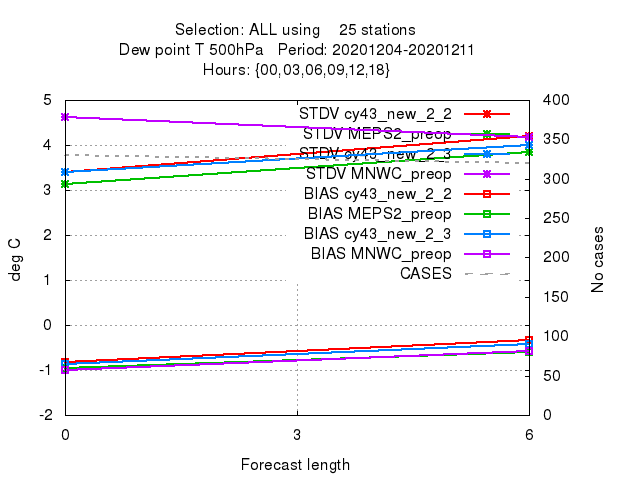 Selection: ALL using 25 stations
Dew point T 500hPa Period: 20201204-20201211
Hours: {00,03,06,09,12,18}
5
4
3
2
1
0
-1
-2
deg C
400
350
300
250
200
150
100
50
0
No cases
STDV cy43_new_2_2
STDV MEPS2_preop
STDV cy43_new_2_3
STDV MNWC_preop
BIAS cy43_new_2_2
BIAS MEPS2_preop
BIAS cy43_new_2_3
BIAS MNWC_preop
CASES
0 3 6
Forecast length